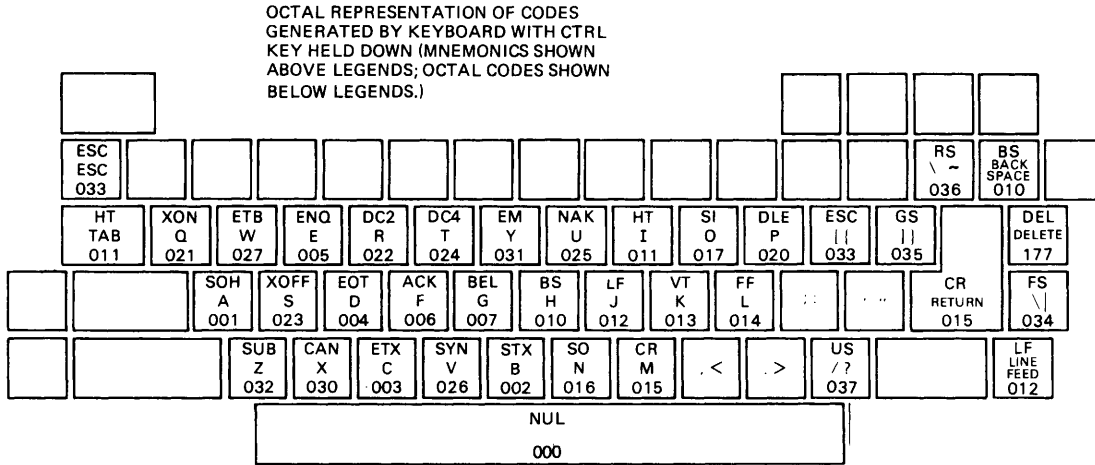 OCTAL REPRESENTATION OF CODES
GENERATED BY KEYBOARD WITH CTRL
KEY HELD DOWN (MNEMONICS SHOWN
ABOVE LEGENDS; OCTAL CODES SHOWN
BELOW LEGENDS.)
ESC RS BS
ESC \ ~ BACK SPACE
033 036 010
HT XON ETB ENQ DC2 DC4 EM NAK HT SI DLE ESC GS DEL
TAB Q W E R T Y U I O P [ { ] } DELETE
011 021 027 005 022 024 031 025 011 017 020 033 035 177
SOH XOFF EOT ACK BEL BS LF VT FF CR FS
A S D F G H J K L ; : ' " RETURN \ |
001 023 004 006 007 010 012 013 014 015 034
SUB CAN ETX SYN STX SO CR US LF
Z X C V B N M , < . > / ? LINE FEED
032 030 003 026 002 016 015 037 012
NUL
000